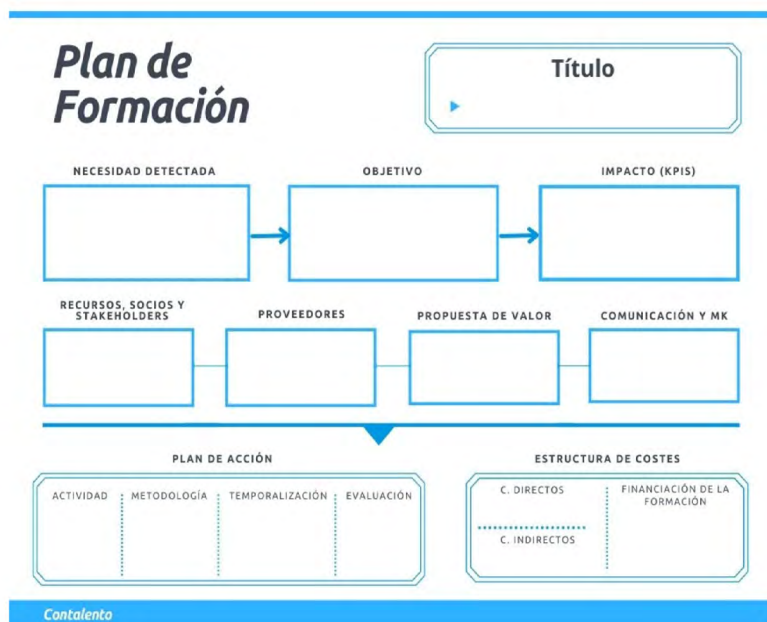 Plan de
Formación
Título
NECESIDAD DETECTADA
OBJETIVO
IMPACTO (KPIS)
RECURSOS, SOCIOS Y
STAKEHOLDERS
PROVEEDORES
PROPUESTA DE VALOR
COMUNICACIÓN Y MK
PLAN DE ACCIÓN
ESTRUCTURA DE COSTES
ACTIVIDAD
METODOLOGÍA
TEMPORALIZACIÓN
EVALUACIÓN
C. DIRECTOS
C. INDIRECTOS
FINANCIACIÓN DE LA
FORMACIÓN
Contalento